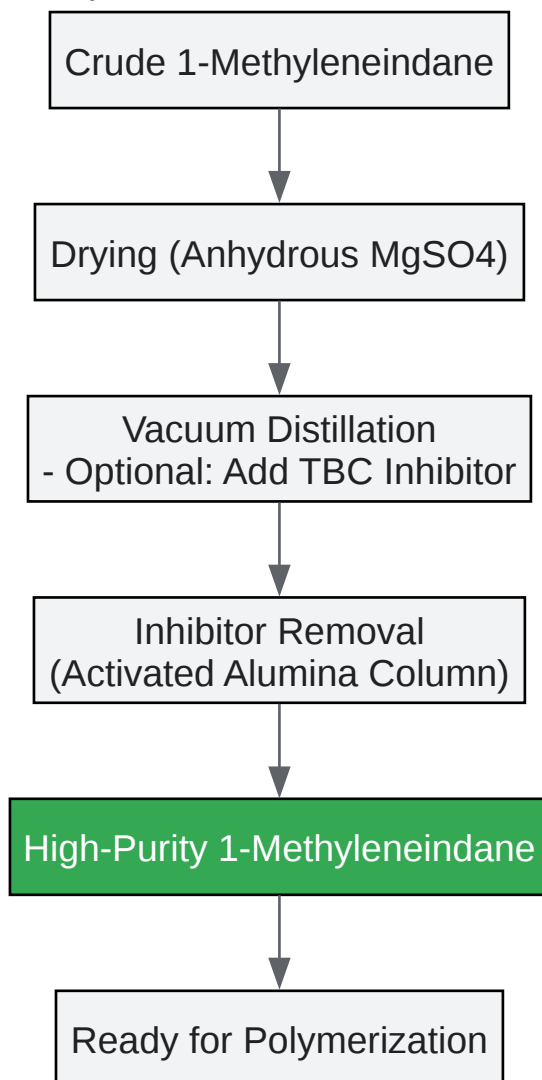 Crude 1-Methyleneindane
Drying (Anhydrous MgSO4)
Vacuum Distillation
- Optional: Add TBC Inhibitor
Inhibitor Removal
(Activated Alumina Column)
High-Purity 1-Methyleneindane
Ready for Polymerization